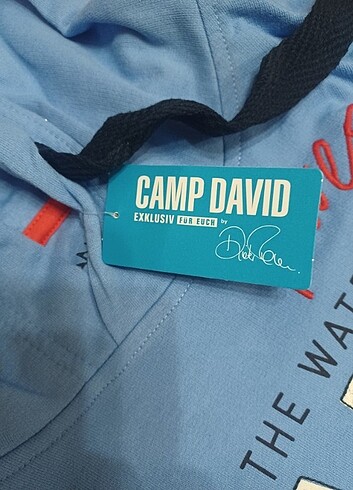 CAMP DAVID
EXKLUSIV FÜR EUCH by
THE WAT